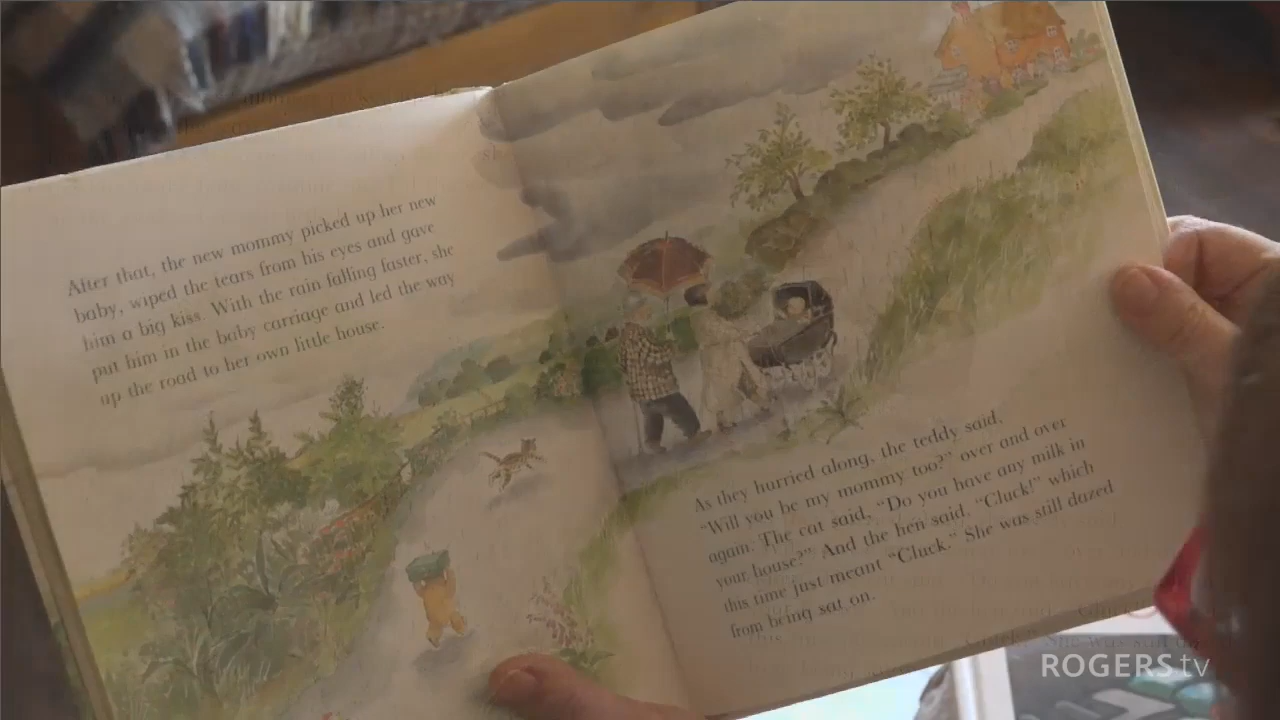 After that, the new mommy picked up her new
baby, wiped the tears from his eyes and gave
him a big kiss. With the rain falling faster, she
put him in the baby carriage and led the way
up the road to her own little house.
As they hurried along, the teddy said,
"Will you be my mommy too?" over and over
again. The cat said, "Do you have any milk in
your house?" And the hen said, "Cluck!" which
this time just meant "Cluck." She was still dazed
from being sat on.
ROGERS tv